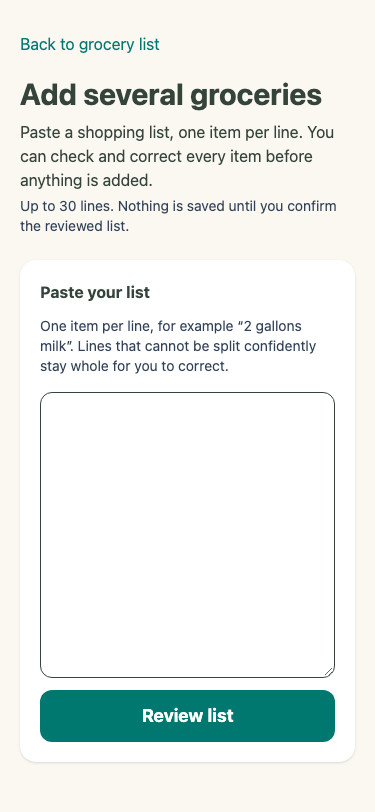 Back to grocery list
Add several groceries
Paste a shopping list, one item per line. You
can check and correct every item before
anything is added.
Up to 30 lines. Nothing is saved until you confirm
the reviewed list.
Paste your list
One item per line, for example “2 gallons
milk”. Lines that cannot be split confidently
stay whole for you to correct.
Review list